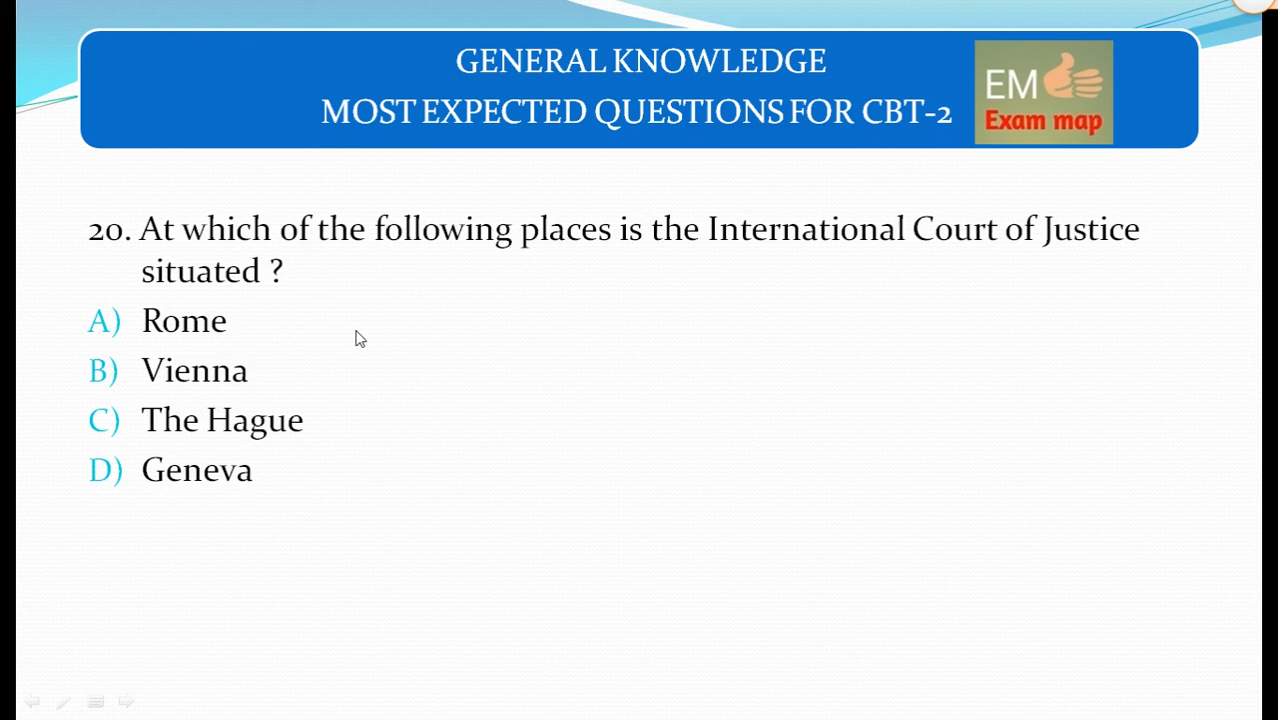 GENERAL KNOWLEDGE
MOST EXPECTED QUESTIONS FOR CBT-2
EM
Exam map
20. At which of the following places is the International Court of Justice
situated ?
A) Rome
B) Vienna
C) The Hague
D) Geneva